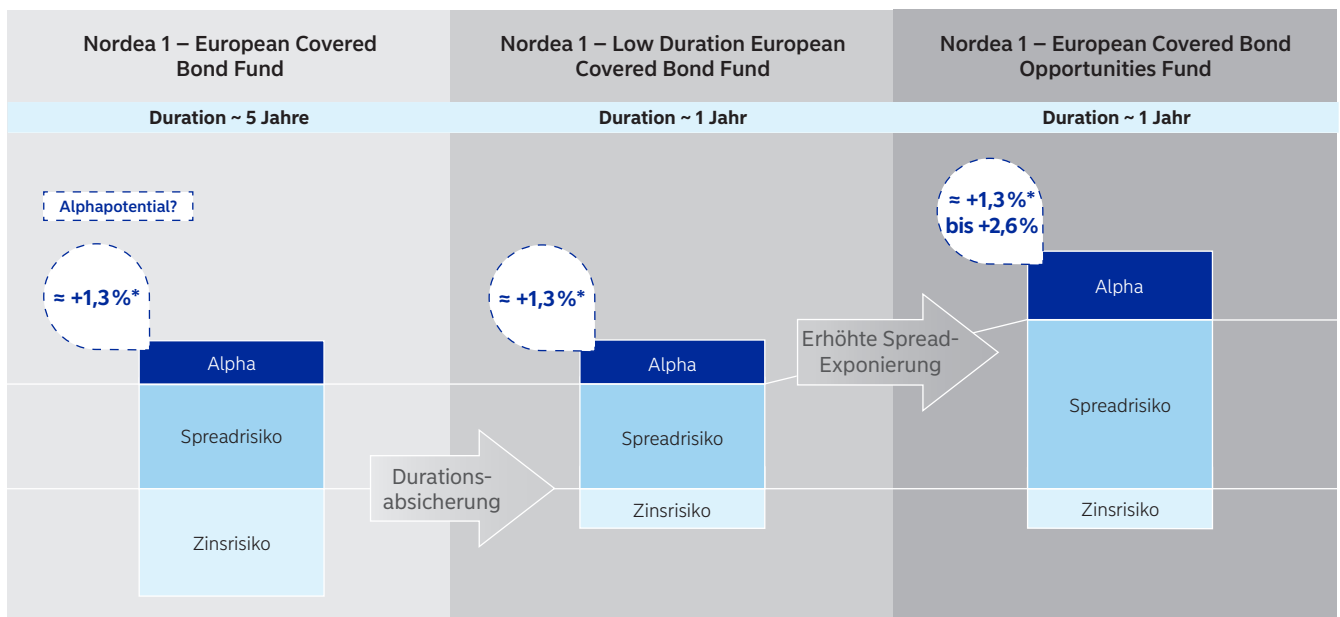 Nordea 1 – European Covered
Bond Fund
Nordea 1 – Low Duration European
Covered Bond Fund
Nordea 1 – European Covered Bond
Opportunities Fund
Duration ~ 5 Jahre
Duration ~ 1 Jahr
Duration ~ 1 Jahr
Alphapotential?
≈ +1,3 %*
Alpha
Spreadrisiko
Zinsrisiko
Durations-
absicherung
≈ +1,3 %*
Alpha
Spreadrisiko
Zinsrisiko
Erhöhte Spread-
Exponierung
≈ +1,3 %*
bis +2,6 %
Alpha
Spreadrisiko
Zinsrisiko